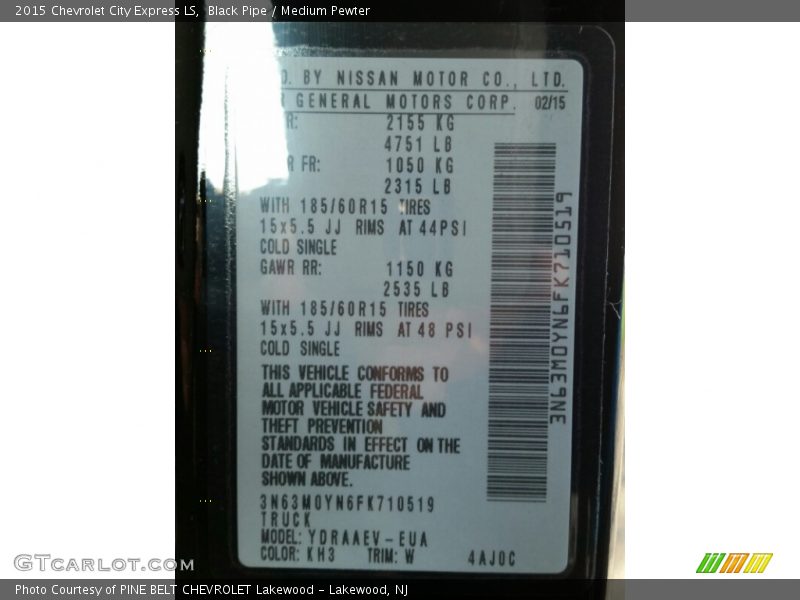 2015 Chevrolet City Express LS, Black Pipe / Medium Pewter
D. BY NISSAN MOTOR CO., LTD.
R GENERAL MOTORS CORP. 02/15
R: 2155 KG
4751 LB
R FR: 1050 KG
2315 LB
WITH 185/60R15 TIRES
15x5.5 JJ RIMS AT 44PSI
COLD SINGLE
GAWR RR: 1150 KG
2535 LB
WITH 185/60R15 TIRES
15x5.5 JJ RIMS AT 48 PSI
COLD SINGLE
THIS VEHICLE CONFORMS TO
ALL APPLICABLE FEDERAL
MOTOR VEHICLE SAFETY AND
THEFT PREVENTION
STANDARDS IN EFFECT ON THE
DATE OF MANUFACTURE
SHOWN ABOVE.
3N63M0YN6FK710519
TRUCK
MODEL: YDRAAEV-EUA
COLOR: KH3 TRIM: W 4AJ0C
3N63M0YN6FK710519
GTCarLot.com
Photo Courtesy of PINE BELT CHEVROLET Lakewood - Lakewood, NJ